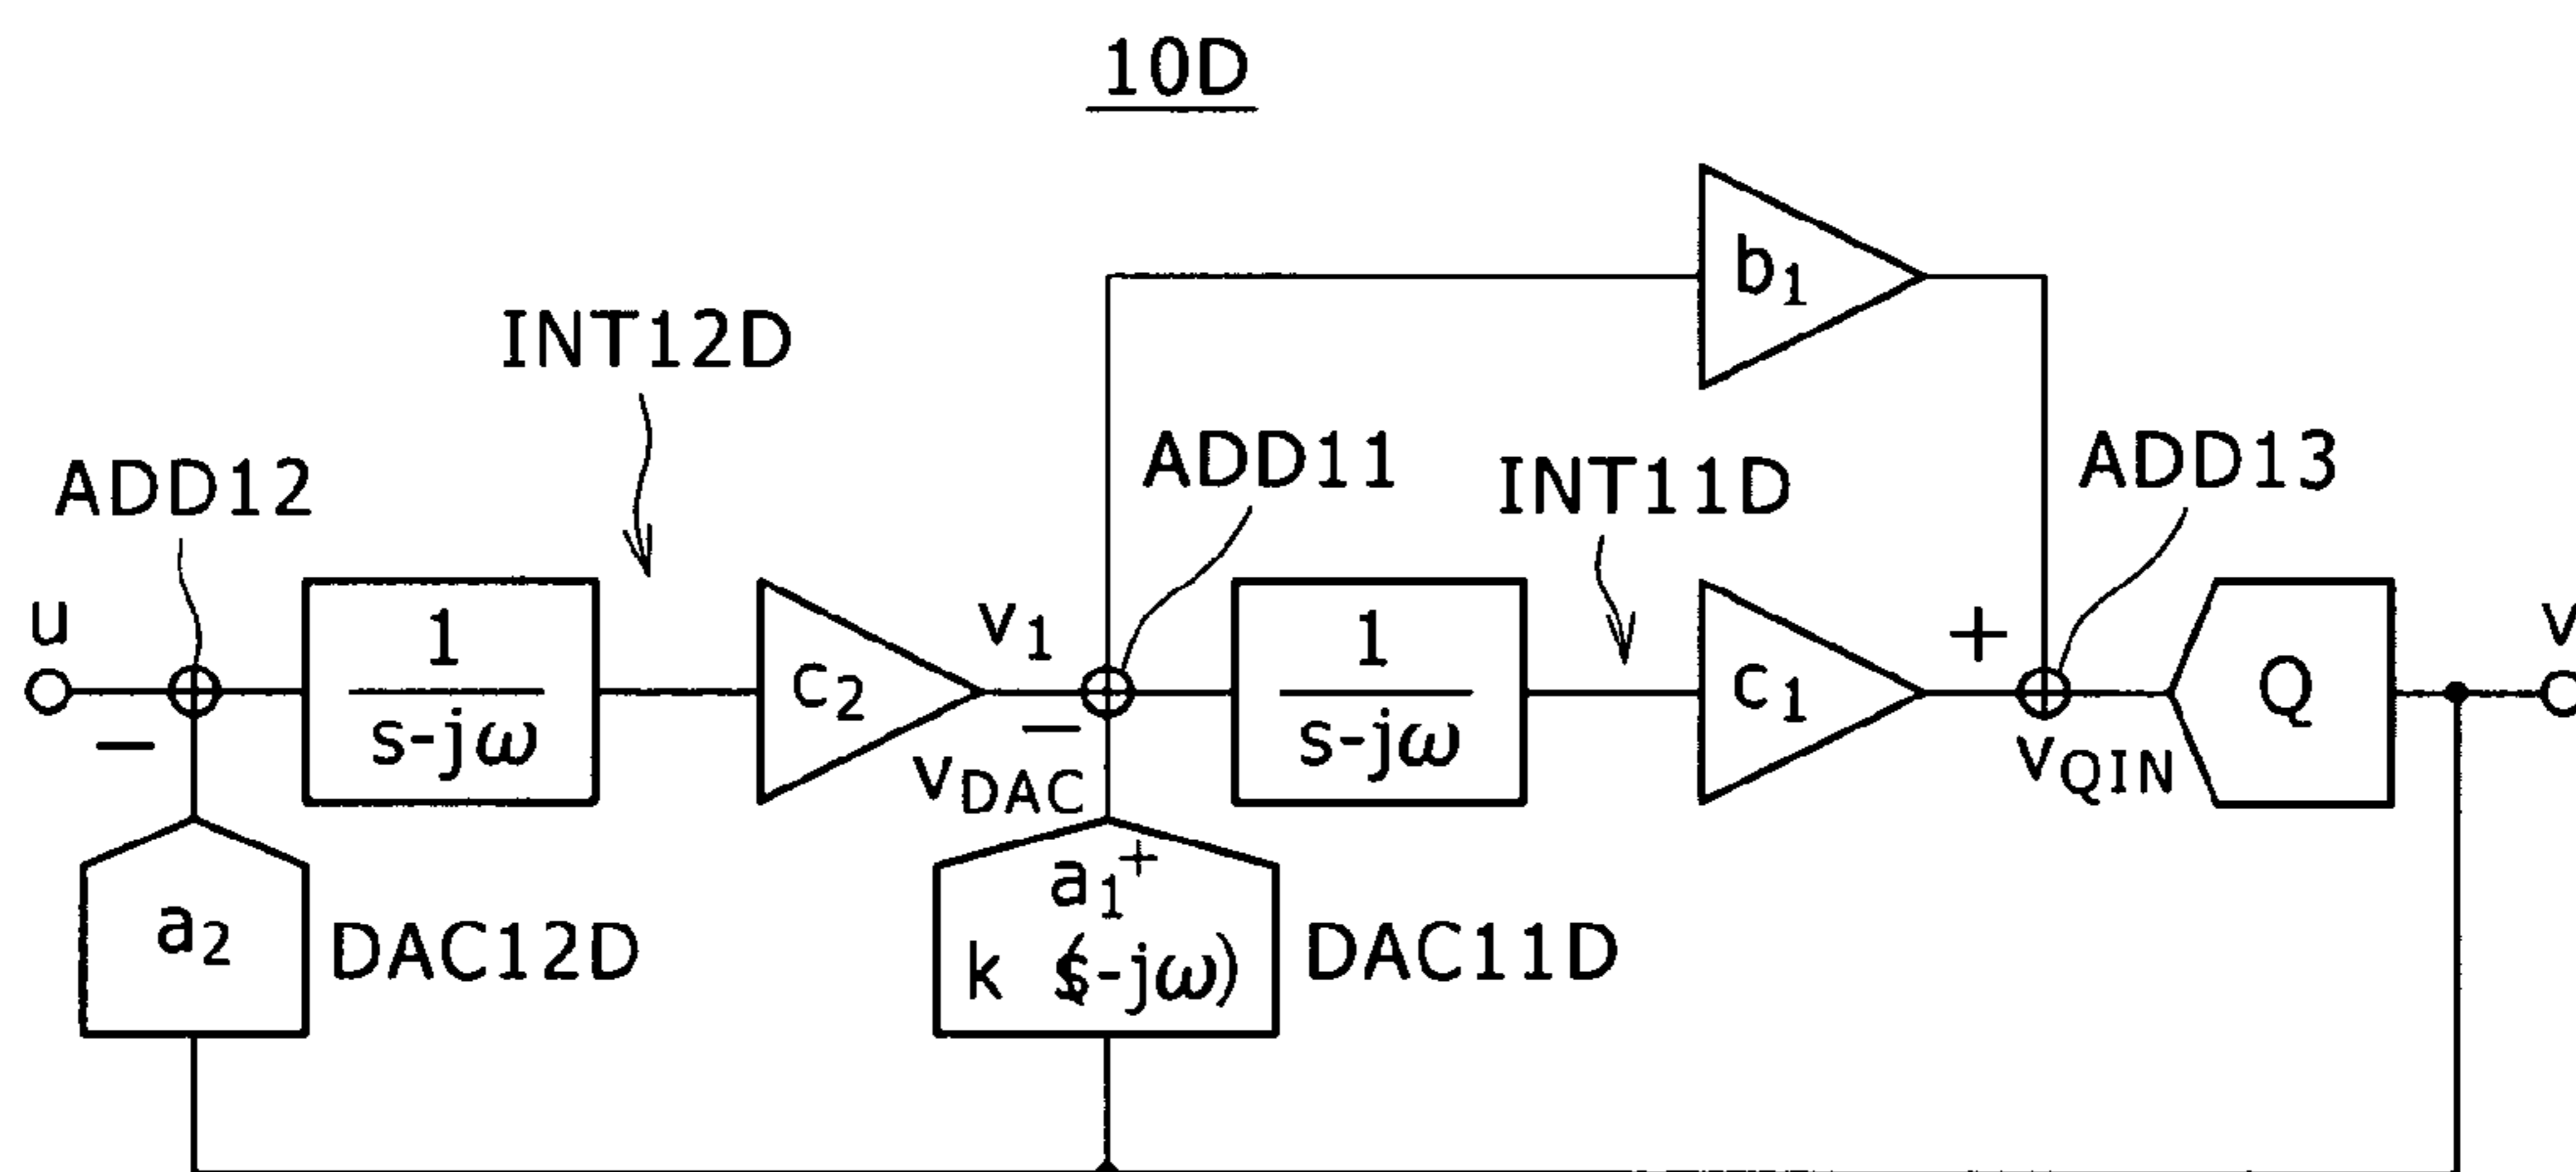 10D
b₁
INT12D
ADD12
ADD11
INT11D
ADD13
u
1
s-jω
c₂
v₁
1
s-jω
c₁
+
Q
v
−
−
vDAC
vQIN
a₂
DAC12D
a₁+
k (s-jω)
DAC11D